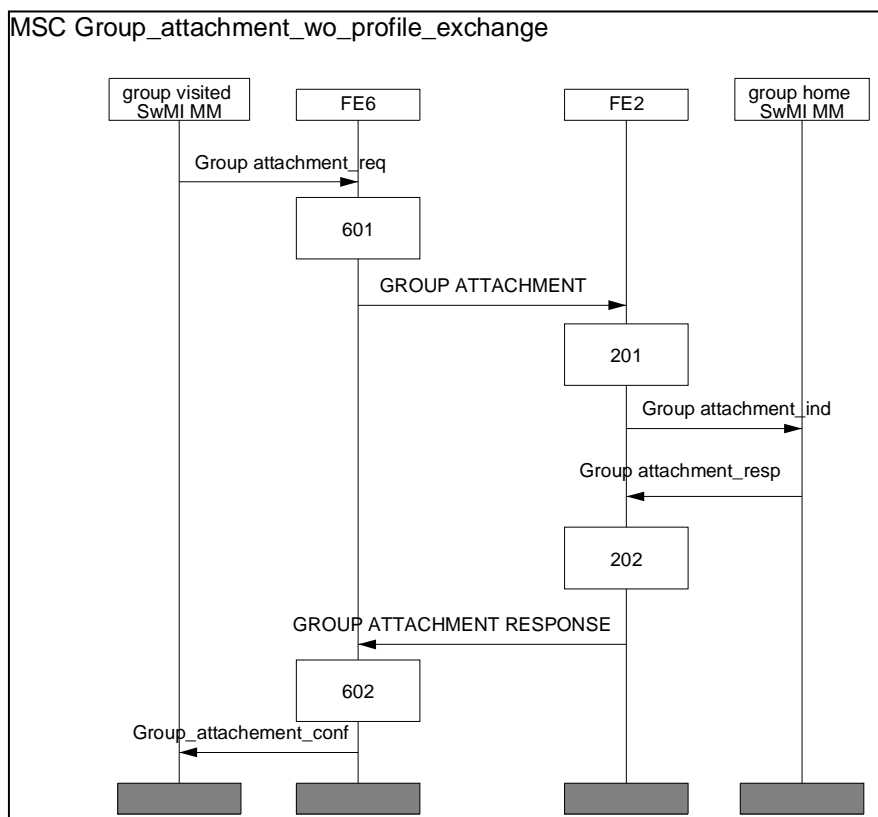 MSC Group_attachment_wo_profile_exchange
group visited
SwMI MM
FE6
FE2
group home
SwMI MM
Group attachment_req
601
GROUP ATTACHMENT
201
Group attachment_ind
Group attachment_resp
202
GROUP ATTACHMENT RESPONSE
602
Group_attachement_conf